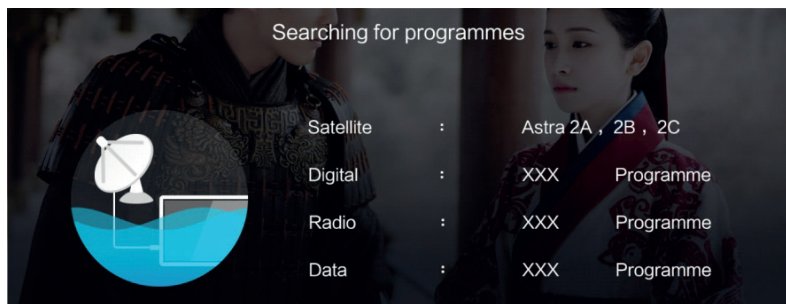 Searching for programmes
Satellite : Astra 2A , 2B , 2C
Digital : XXX Programme
Radio : XXX Programme
Data : XXX Programme